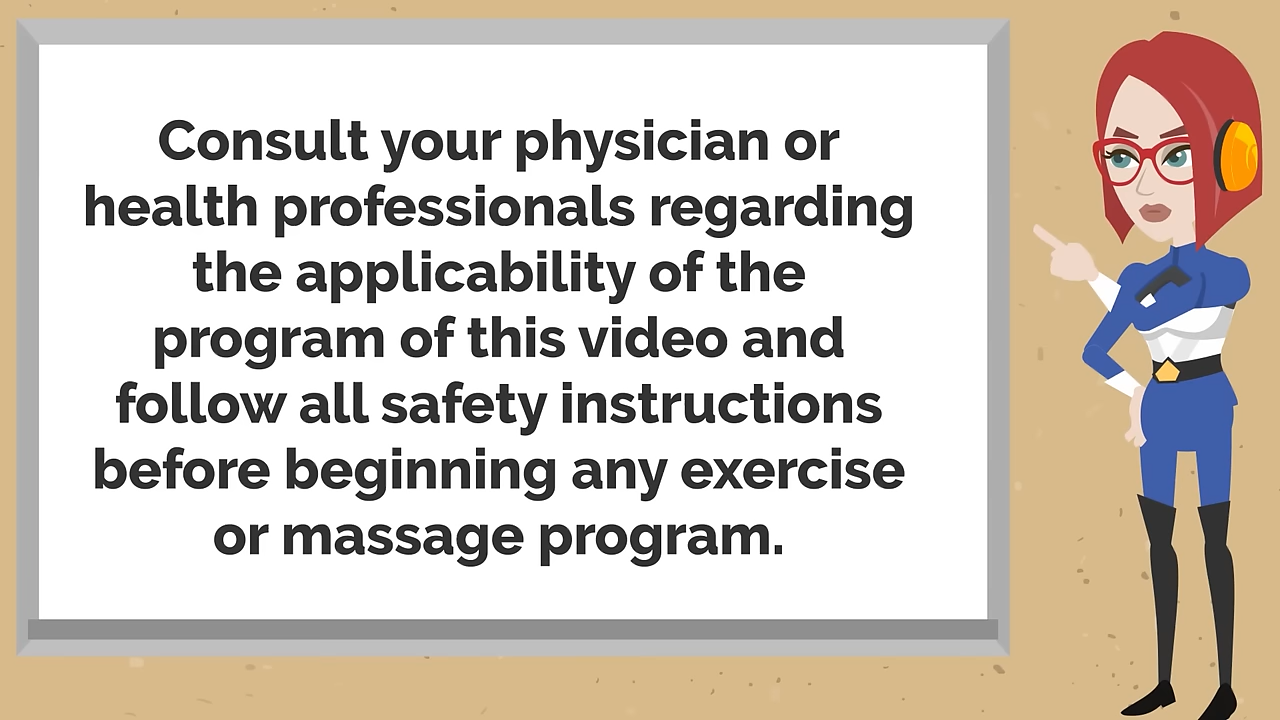 Consult your physician or
health professionals regarding
the applicability of the
program of this video and
follow all safety instructions
before beginning any exercise
or massage program.